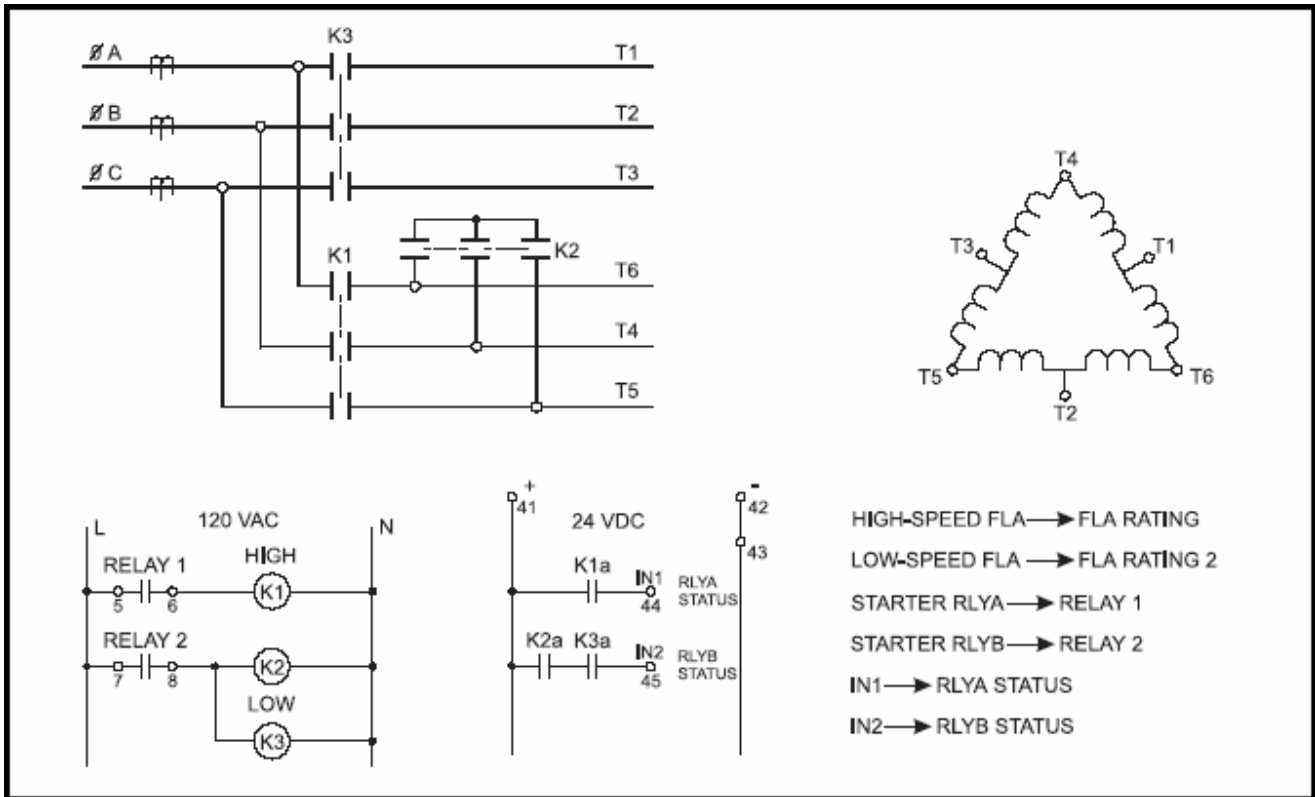 K3
Ø A
T1
Ø B
T2
Ø C
T3
K1
K2
T6
T4
T5
T4
T3
T1
T5
T6
T2
L
120 VAC
N
RELAY 1
HIGH
5
6
K1
RELAY 2
7
8
K2
LOW
K3
+
41
24 VDC
-
42
43
K1a
IN1
RLYA
STATUS
44
K2a K3a
IN2
RLYB
STATUS
45
HIGH-SPEED FLA → FLA RATING
LOW-SPEED FLA → FLA RATING 2
STARTER RLYA → RELAY 1
STARTER RLYB → RELAY 2
IN1 → RLYA STATUS
IN2 → RLYB STATUS